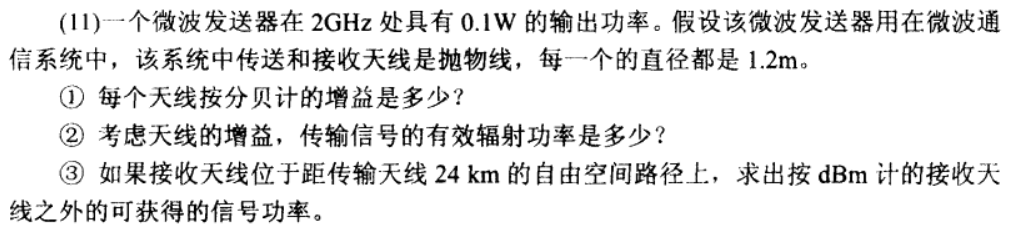 (11)一个微波发送器在 2GHz 处具有 0.1W 的输出功率。假设该微波发送器用在微波通
信系统中，该系统中传送和接收天线是抛物线，每一个的直径都是 1.2m。
① 每个天线按分贝计的增益是多少？
② 考虑天线的增益，传输信号的有效辐射功率是多少？
③ 如果接收天线位于距传输天线 24 km 的自由空间路径上，求出按 dBm 计的接收天
线之外的可获得的信号功率。